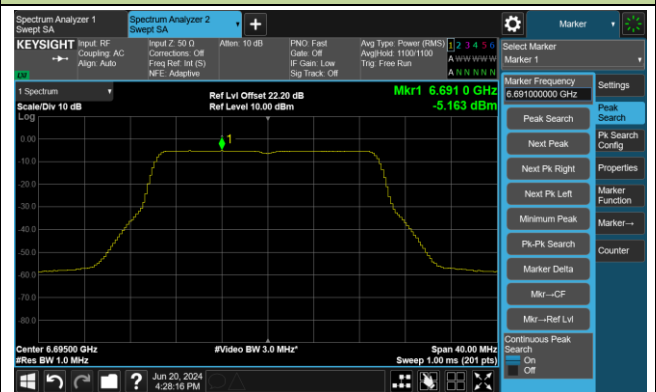 Spectrum Analyzer 1
Swept SA
Spectrum Analyzer 2
Swept SA
Marker
KEYSIGHT
Input: RF
Coupling: AC
Align: Auto
Input Z: 50 Ω
Corrections: Off
Freq Ref: Int (S)
NFE: Adaptive
Atten: 10 dB
PNO: Fast
Gate: Off
IF Gain: Low
Sig Track: Off
Avg Type: Power (RMS)
Avg|Hold: 1100/1100
Trig: Free Run
1 2 3 4 5 6
A W W W W W
A N N N N N
LXI
Select Marker
Marker 1
1 Spectrum
Scale/Div 10 dB
Log
Ref Lvl Offset 22.20 dB
Ref Level 10.00 dBm
Mkr1 6.691 0 GHz
-5.163 dBm
1
0.00
-10.0
-20.0
-30.0
-40.0
-50.0
-60.0
-70.0
-80.0
Center 6.69500 GHz
#Res BW 1.0 MHz
#Video BW 3.0 MHz*
Span 40.00 MHz
Sweep 1.00 ms (201 pts)
Marker Frequency
6.691000000 GHz
Peak Search
Next Peak
Next Pk Right
Next Pk Left
Minimum Peak
Pk-Pk Search
Marker Delta
Mkr→CF
Mkr→Ref Lvl
Continuous Peak
Search
On
Off
Settings
Peak
Search
Pk Search
Config
Properties
Marker
Function
Marker→
Counter
Jun 20, 2024
4:28:16 PM